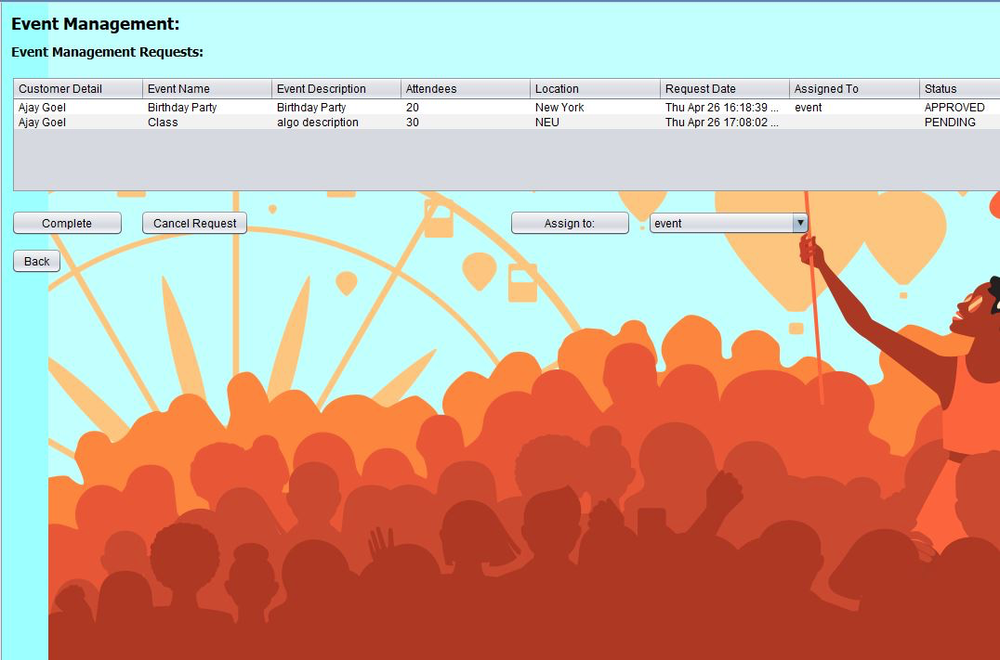 Event Management:
Event Management Requests:
Customer Detail Event Name Event Description Attendees Location Request Date Assigned To Status
Ajay Goel Birthday Party Birthday Party 20 New York Thu Apr 26 16:18:39 ... event APPROVED
Ajay Goel Class algo description 30 NEU Thu Apr 26 17:08:02 ... PENDING
Complete Cancel Request Assign to: event
Back